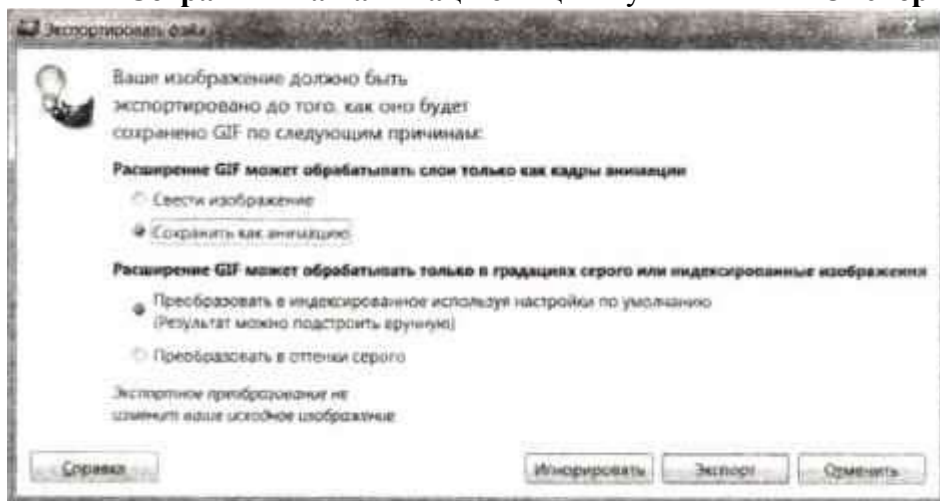 Экспортировать файл
Ваше изображение должно быть
экспортировано до того, как оно будет
сохранено GIF по следующим причинам:
Расширение GIF может обрабатывать слои только как кадры анимации
Свести изображение
Сохранить как анимацию
Расширение GIF может обрабатывать только в градациях серого или индексированные изображения
Преобразовать в индексированное используя настройки по умолчанию
(Результат можно подстроить вручную)
Преобразовать в оттенки серого
Экспортное преобразование не
изменит ваше исходное изображение
Справка
Игнорировать
Экспорт
Отменить